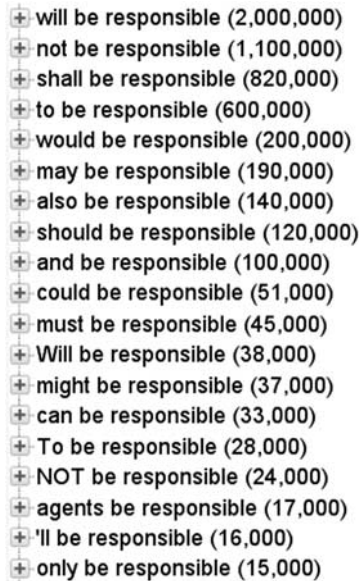 will be responsible (2,000,000)
not be responsible (1,100,000)
shall be responsible (820,000)
to be responsible (600,000)
would be responsible (200,000)
may be responsible (190,000)
also be responsible (140,000)
should be responsible (120,000)
and be responsible (100,000)
could be responsible (51,000)
must be responsible (45,000)
Will be responsible (38,000)
might be responsible (37,000)
can be responsible (33,000)
To be responsible (28,000)
NOT be responsible (24,000)
agents be responsible (17,000)
'll be responsible (16,000)
only be responsible (15,000)